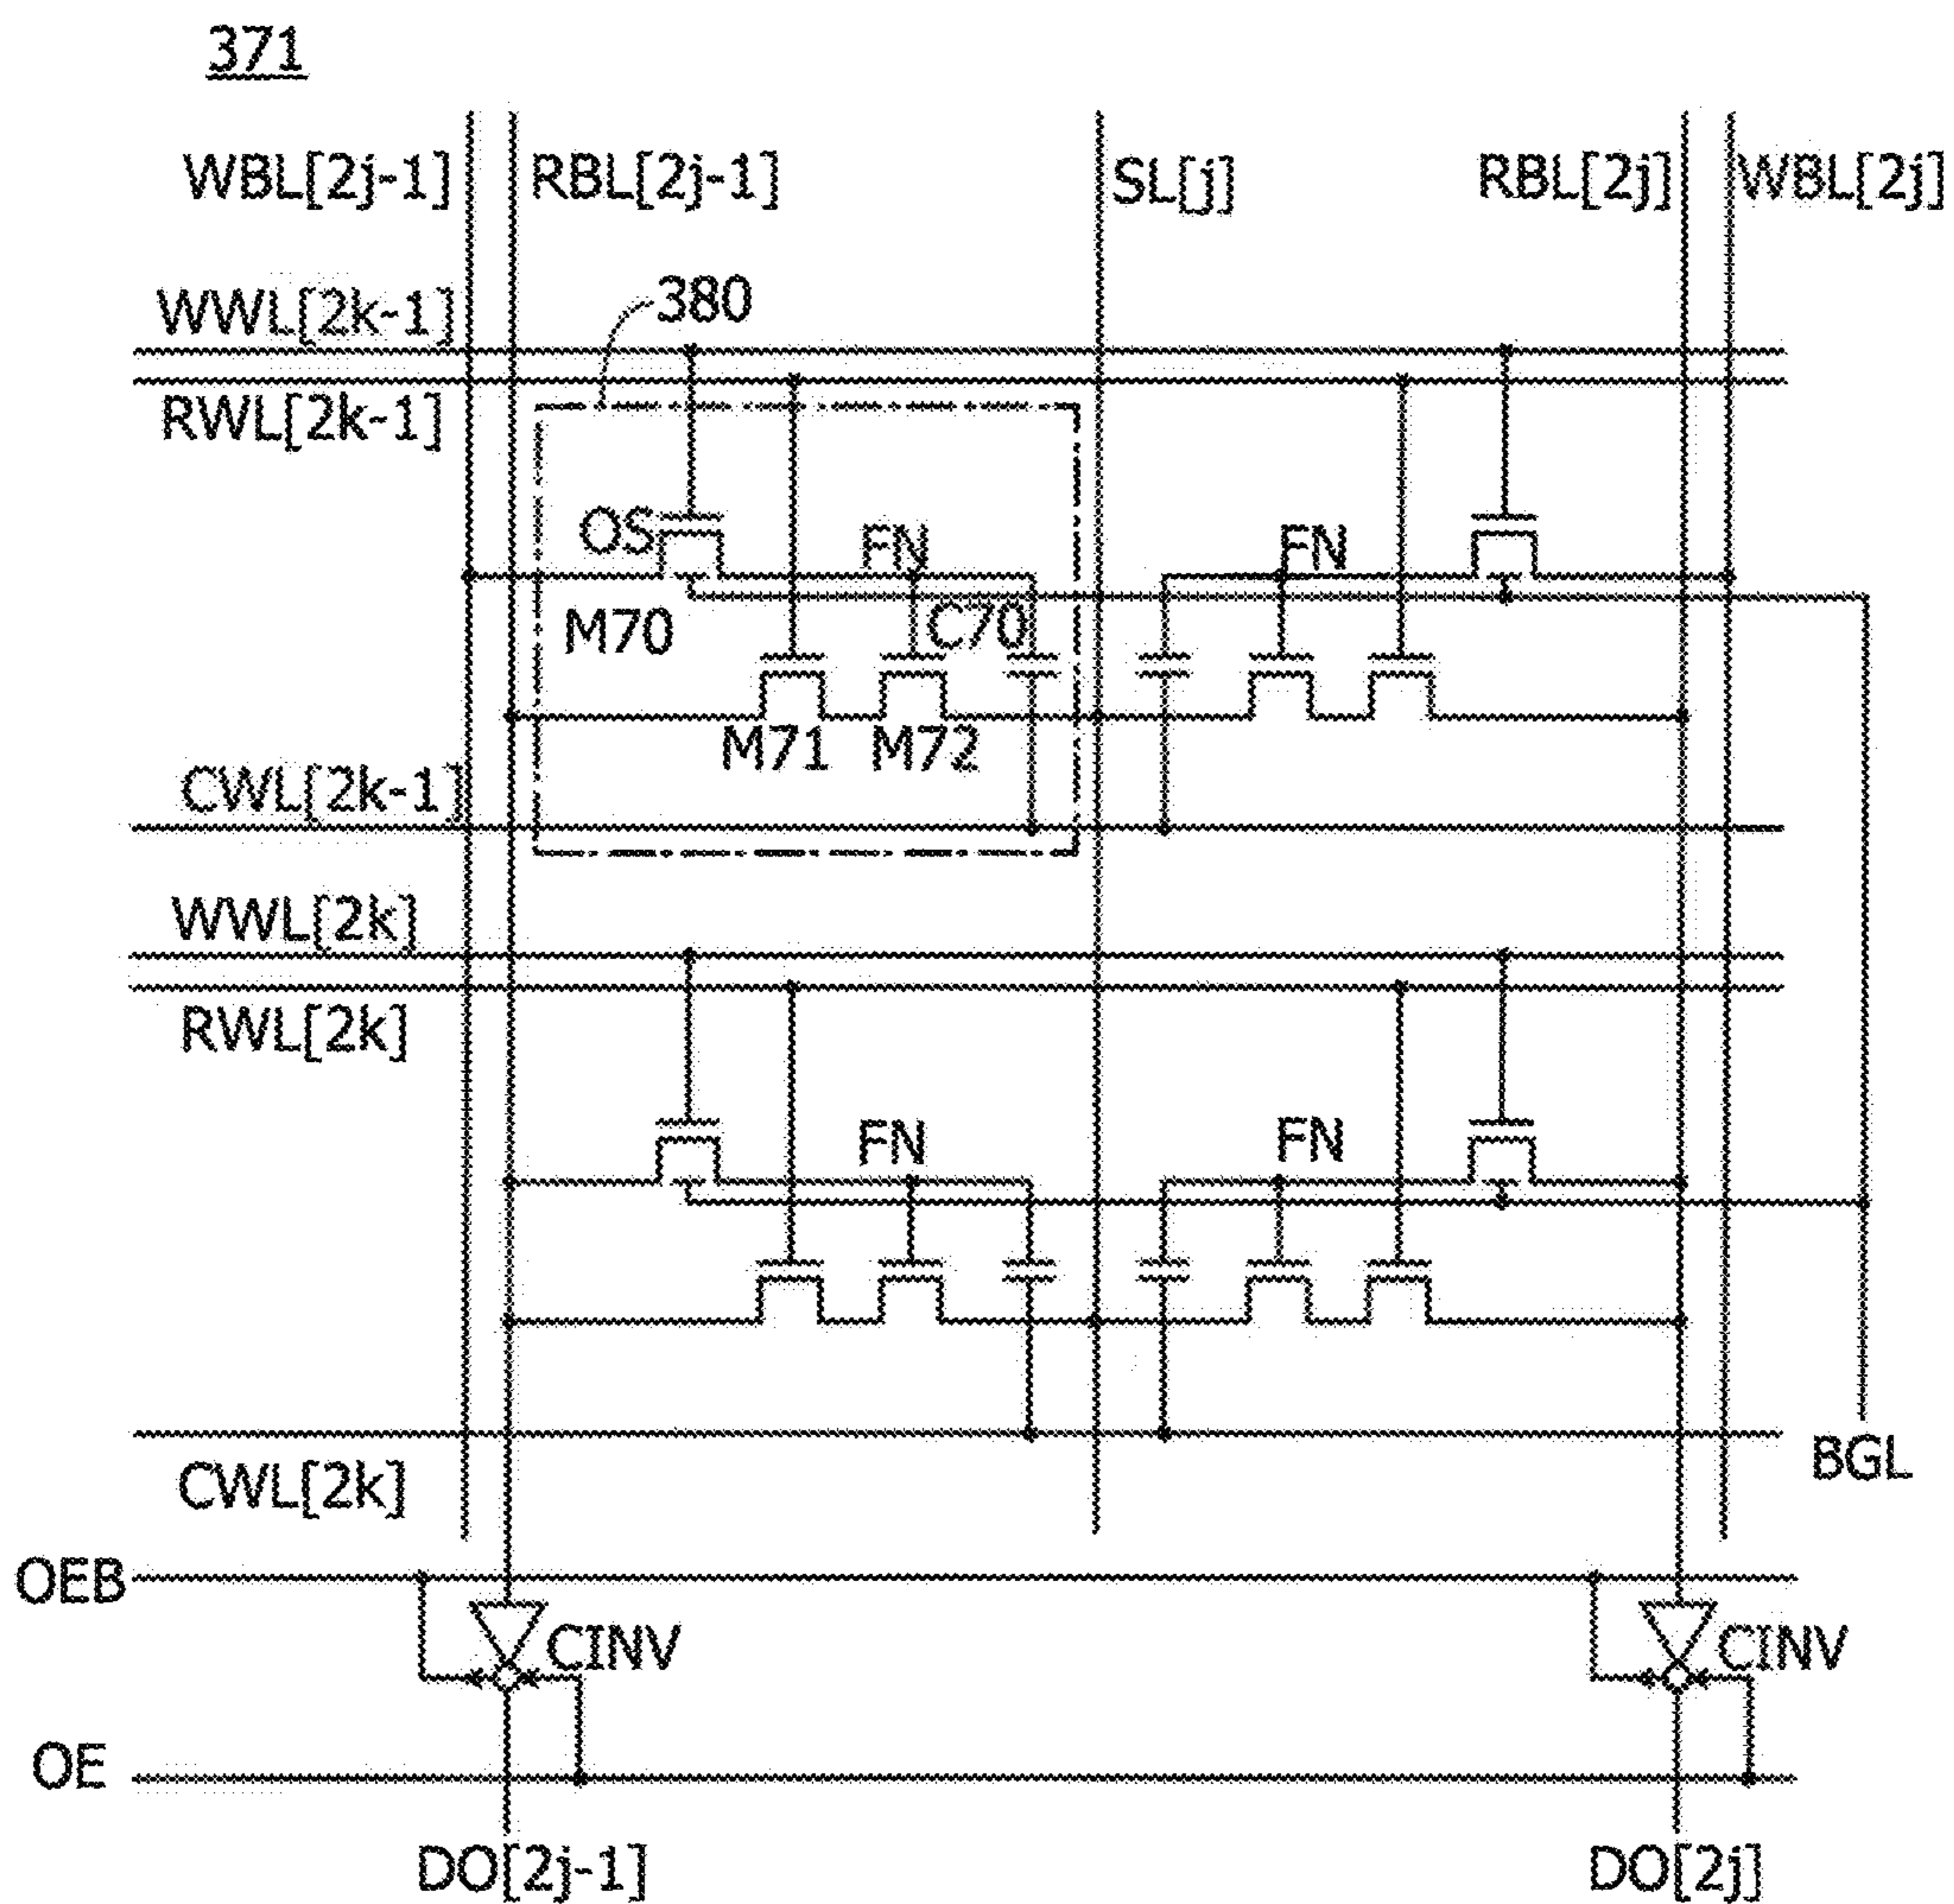 371
WBL[2j-1] RBL[2j-1] SL[j] RBL[2j] WBL[2j]
WWL[2k-1] 380
RWL[2k-1]
OS FN FN
M70 C70
M71 M72
CWL[2k-1]
WWL[2k]
RWL[2k]
FN FN
BGL
CWL[2k]
OEB
CINV CINV
OE
DO[2j-1] DO[2j]